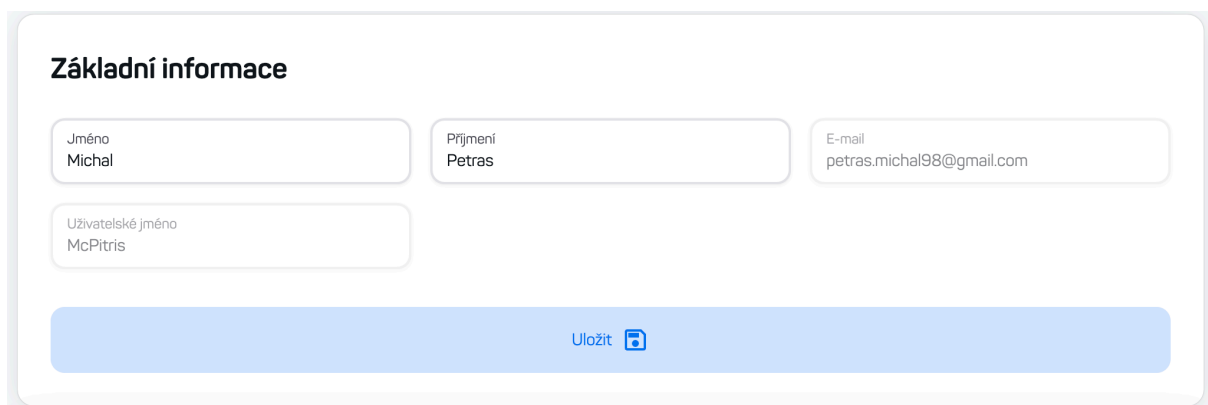 Základní informace
Jméno
Michal
Příjmení
Petras
E-mail
petras.michal98@gmail.com
Uživatelské jméno
McPitris
Uložit